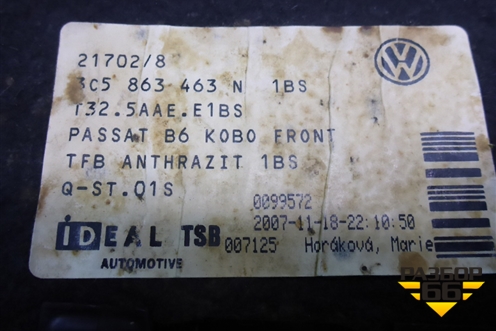 21702/8
3C5 863 463 N 1BS
T32.5AAE.E1BS
PASSAT B6 KOBO FRONT
TFB ANTHRAZIT 1BS
Q-ST.01S
0099572
2007-11-18-22:10:50
IDEAL TSB 007125 Horáková, Marie
AUTOMOTIVE
РАЗБОР
66